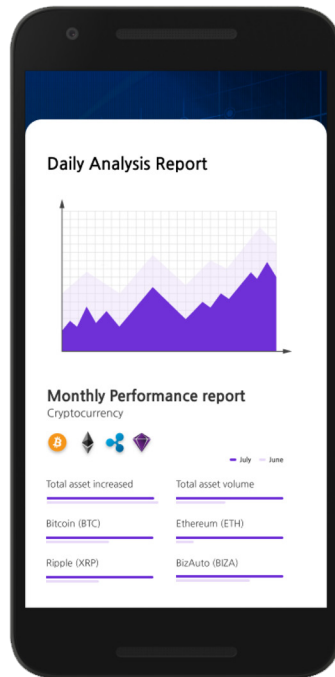 Daily Analysis Report
Monthly Performance report
Cryptocurrency
July June
Total asset increased Total asset volume
Bitcoin (BTC) Ethereum (ETH)
Ripple (XRP) BizAuto (BIZA)